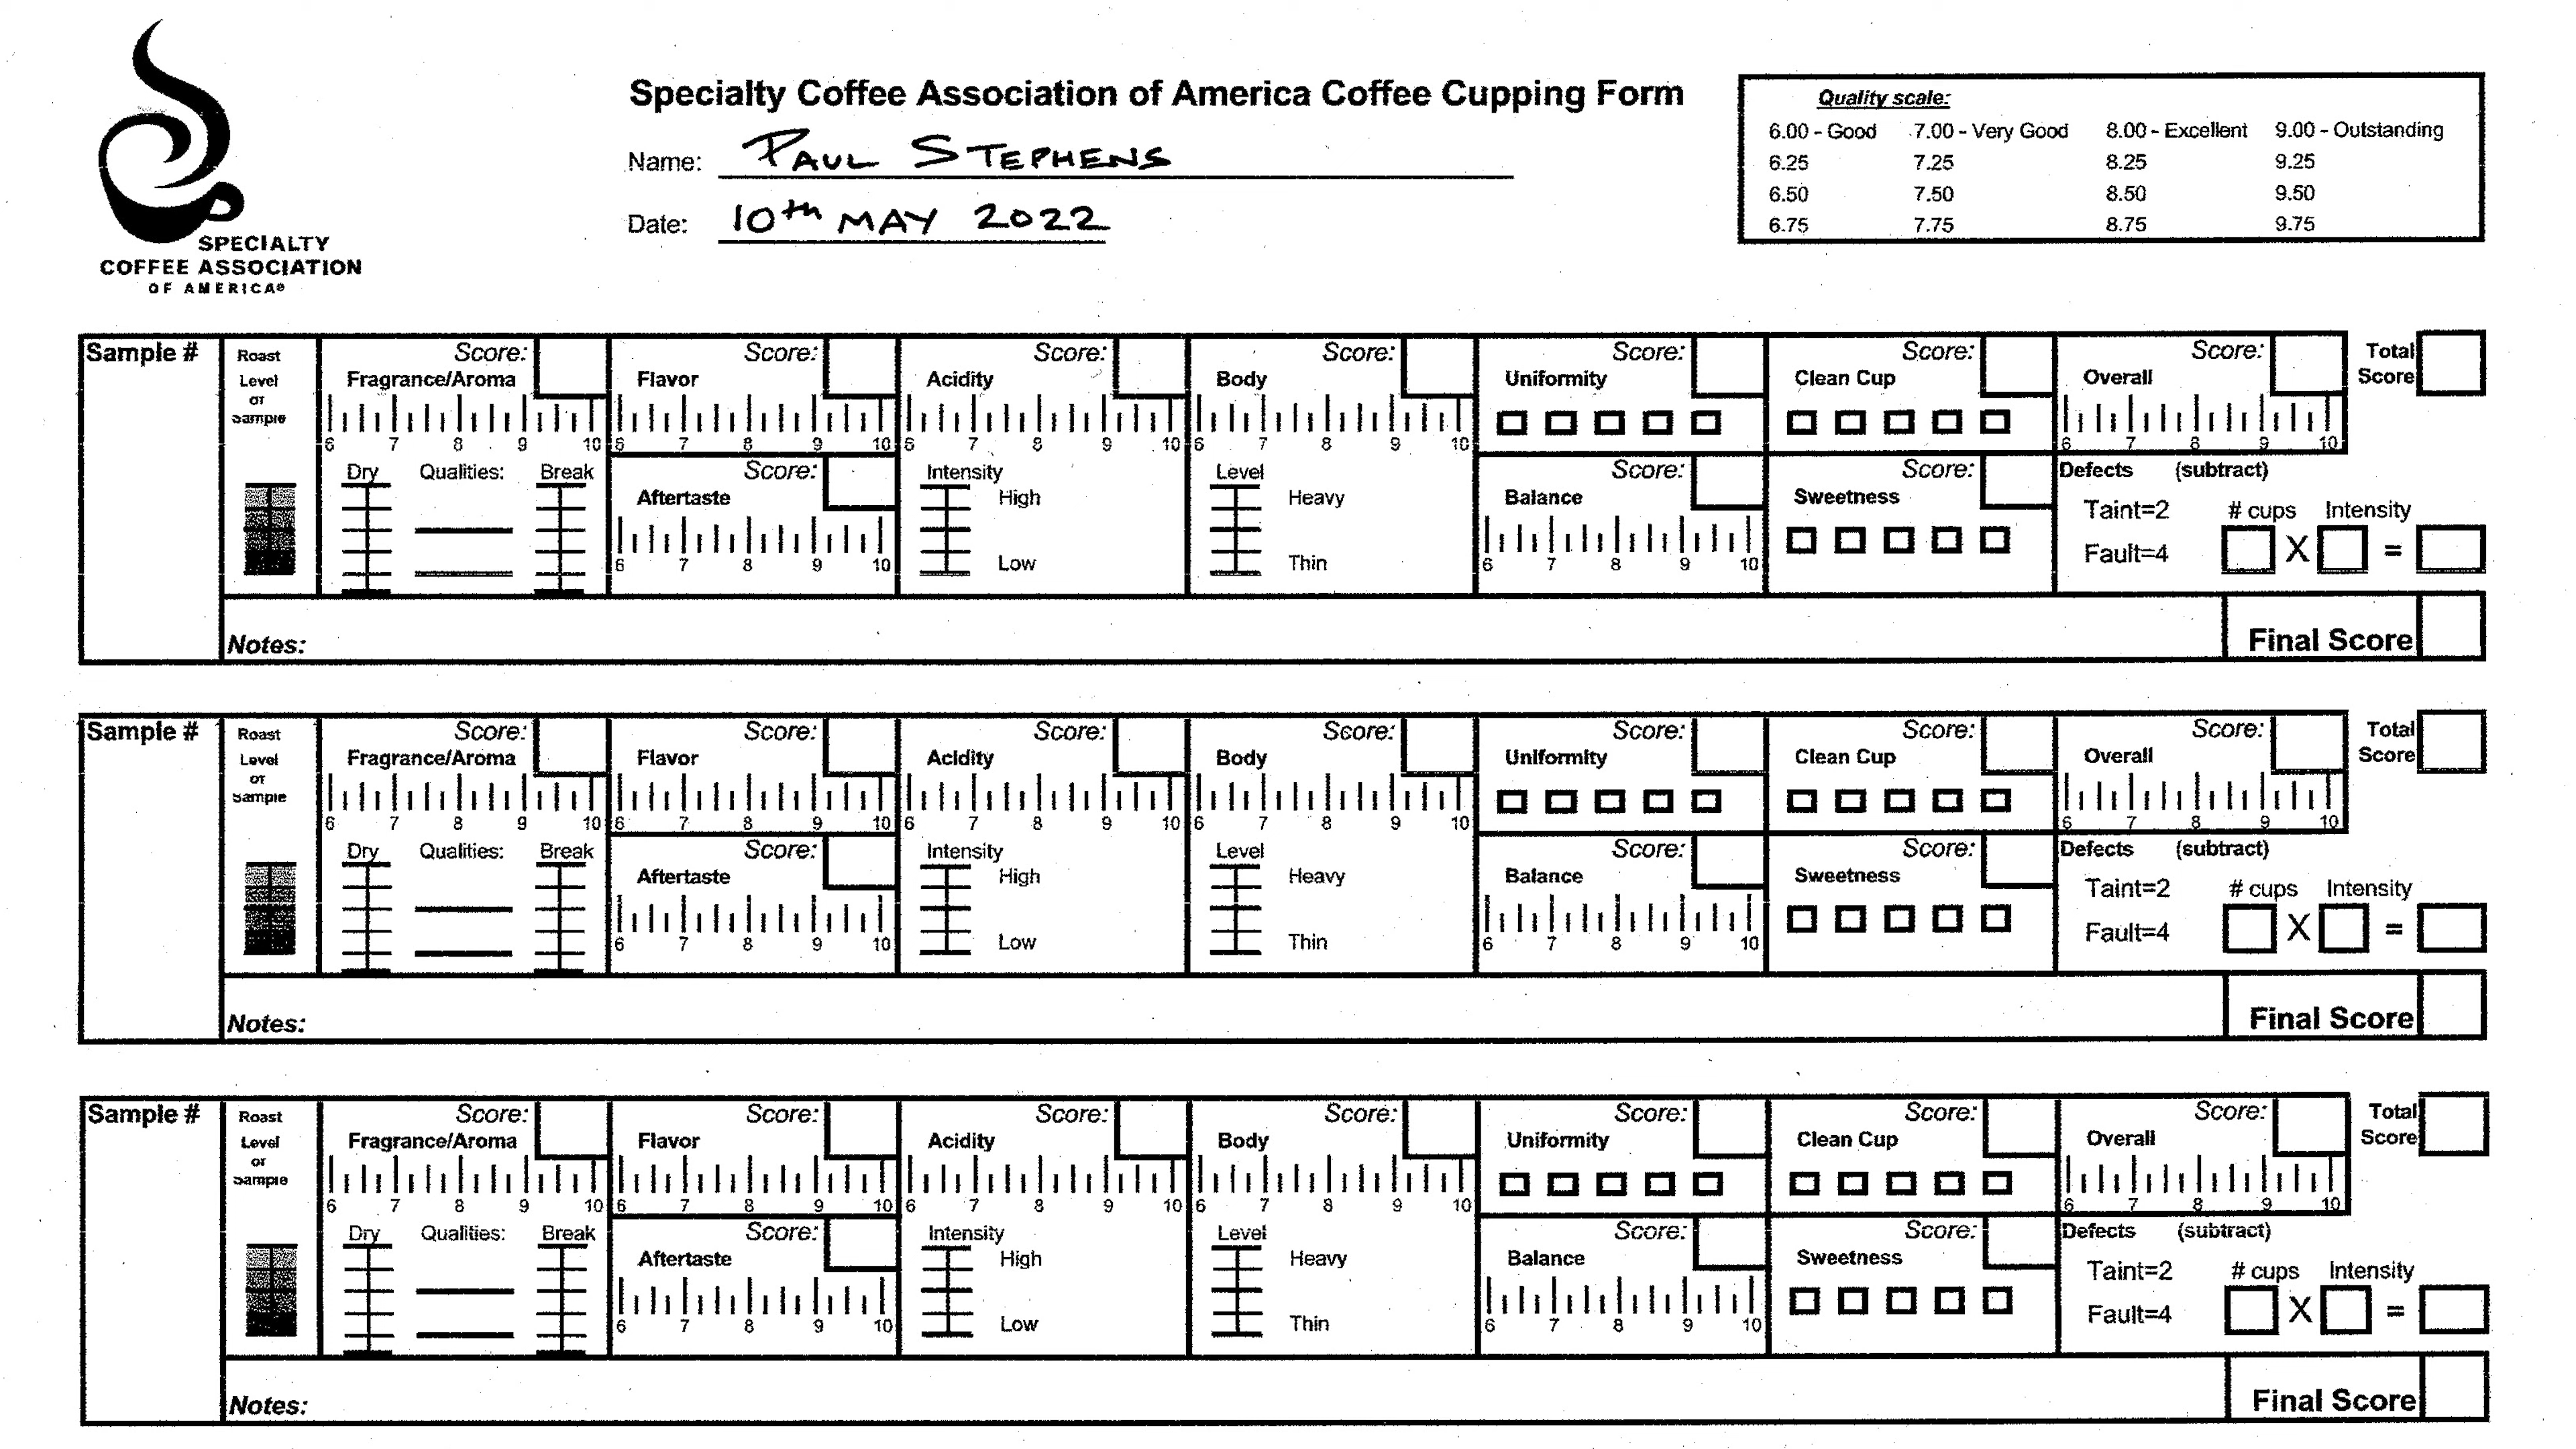 SPECIALTY
COFFEE ASSOCIATION
OF AMERICA®
Specialty Coffee Association of America Coffee Cupping Form
Name: PAUL STEPHENS
Date: 10th MAY 2022
Quality scale:
6.00 - Good 7.00 - Very Good 8.00 - Excellent 9.00 - Outstanding
6.25 7.25 8.25 9.25
6.50 7.50 8.50 9.50
6.75 7.75 8.75 9.75
Sample # Roast Score: Score: Score: Score: Score: Score: Score: Total
Level Fragrance/Aroma Flavor Acidity Body Uniformity Clean Cup Overall Score
or
Sample
6 7 8 9 10 6 7 8 9 10 6 7 8 9 10 6 7 8 9 10 6 7 8 9 10
Dry Qualities: Break Score: Intensity Level Score: Score: Defects (subtract)
Aftertaste High Heavy Balance Sweetness Taint=2 # cups Intensity
Fault=4 X =
6 7 8 9 10 Low Thin 6 7 8 9 10
Notes: Final Score
Sample # Roast Score: Score: Score: Score: Score: Score: Score: Total
Level Fragrance/Aroma Flavor Acidity Body Uniformity Clean Cup Overall Score
or
Sample
6 7 8 9 10 6 7 8 9 10 6 7 8 9 10 6 7 8 9 10 6 7 8 9 10
Dry Qualities: Break Score: Intensity Level Score: Score: Defects (subtract)
Aftertaste High Heavy Balance Sweetness Taint=2 # cups Intensity
Fault=4 X =
6 7 8 9 10 Low Thin 6 7 8 9 10
Notes: Final Score
Sample # Roast Score: Score: Score: Score: Score: Score: Score: Total
Level Fragrance/Aroma Flavor Acidity Body Uniformity Clean Cup Overall Score
or
Sample
6 7 8 9 10 6 7 8 9 10 6 7 8 9 10 6 7 8 9 10 6 7 8 9 10
Dry Qualities: Break Score: Intensity Level Score: Score: Defects (subtract)
Aftertaste High Heavy Balance Sweetness Taint=2 # cups Intensity
Fault=4 X =
6 7 8 9 10 Low Thin 6 7 8 9 10
Notes: Final Score